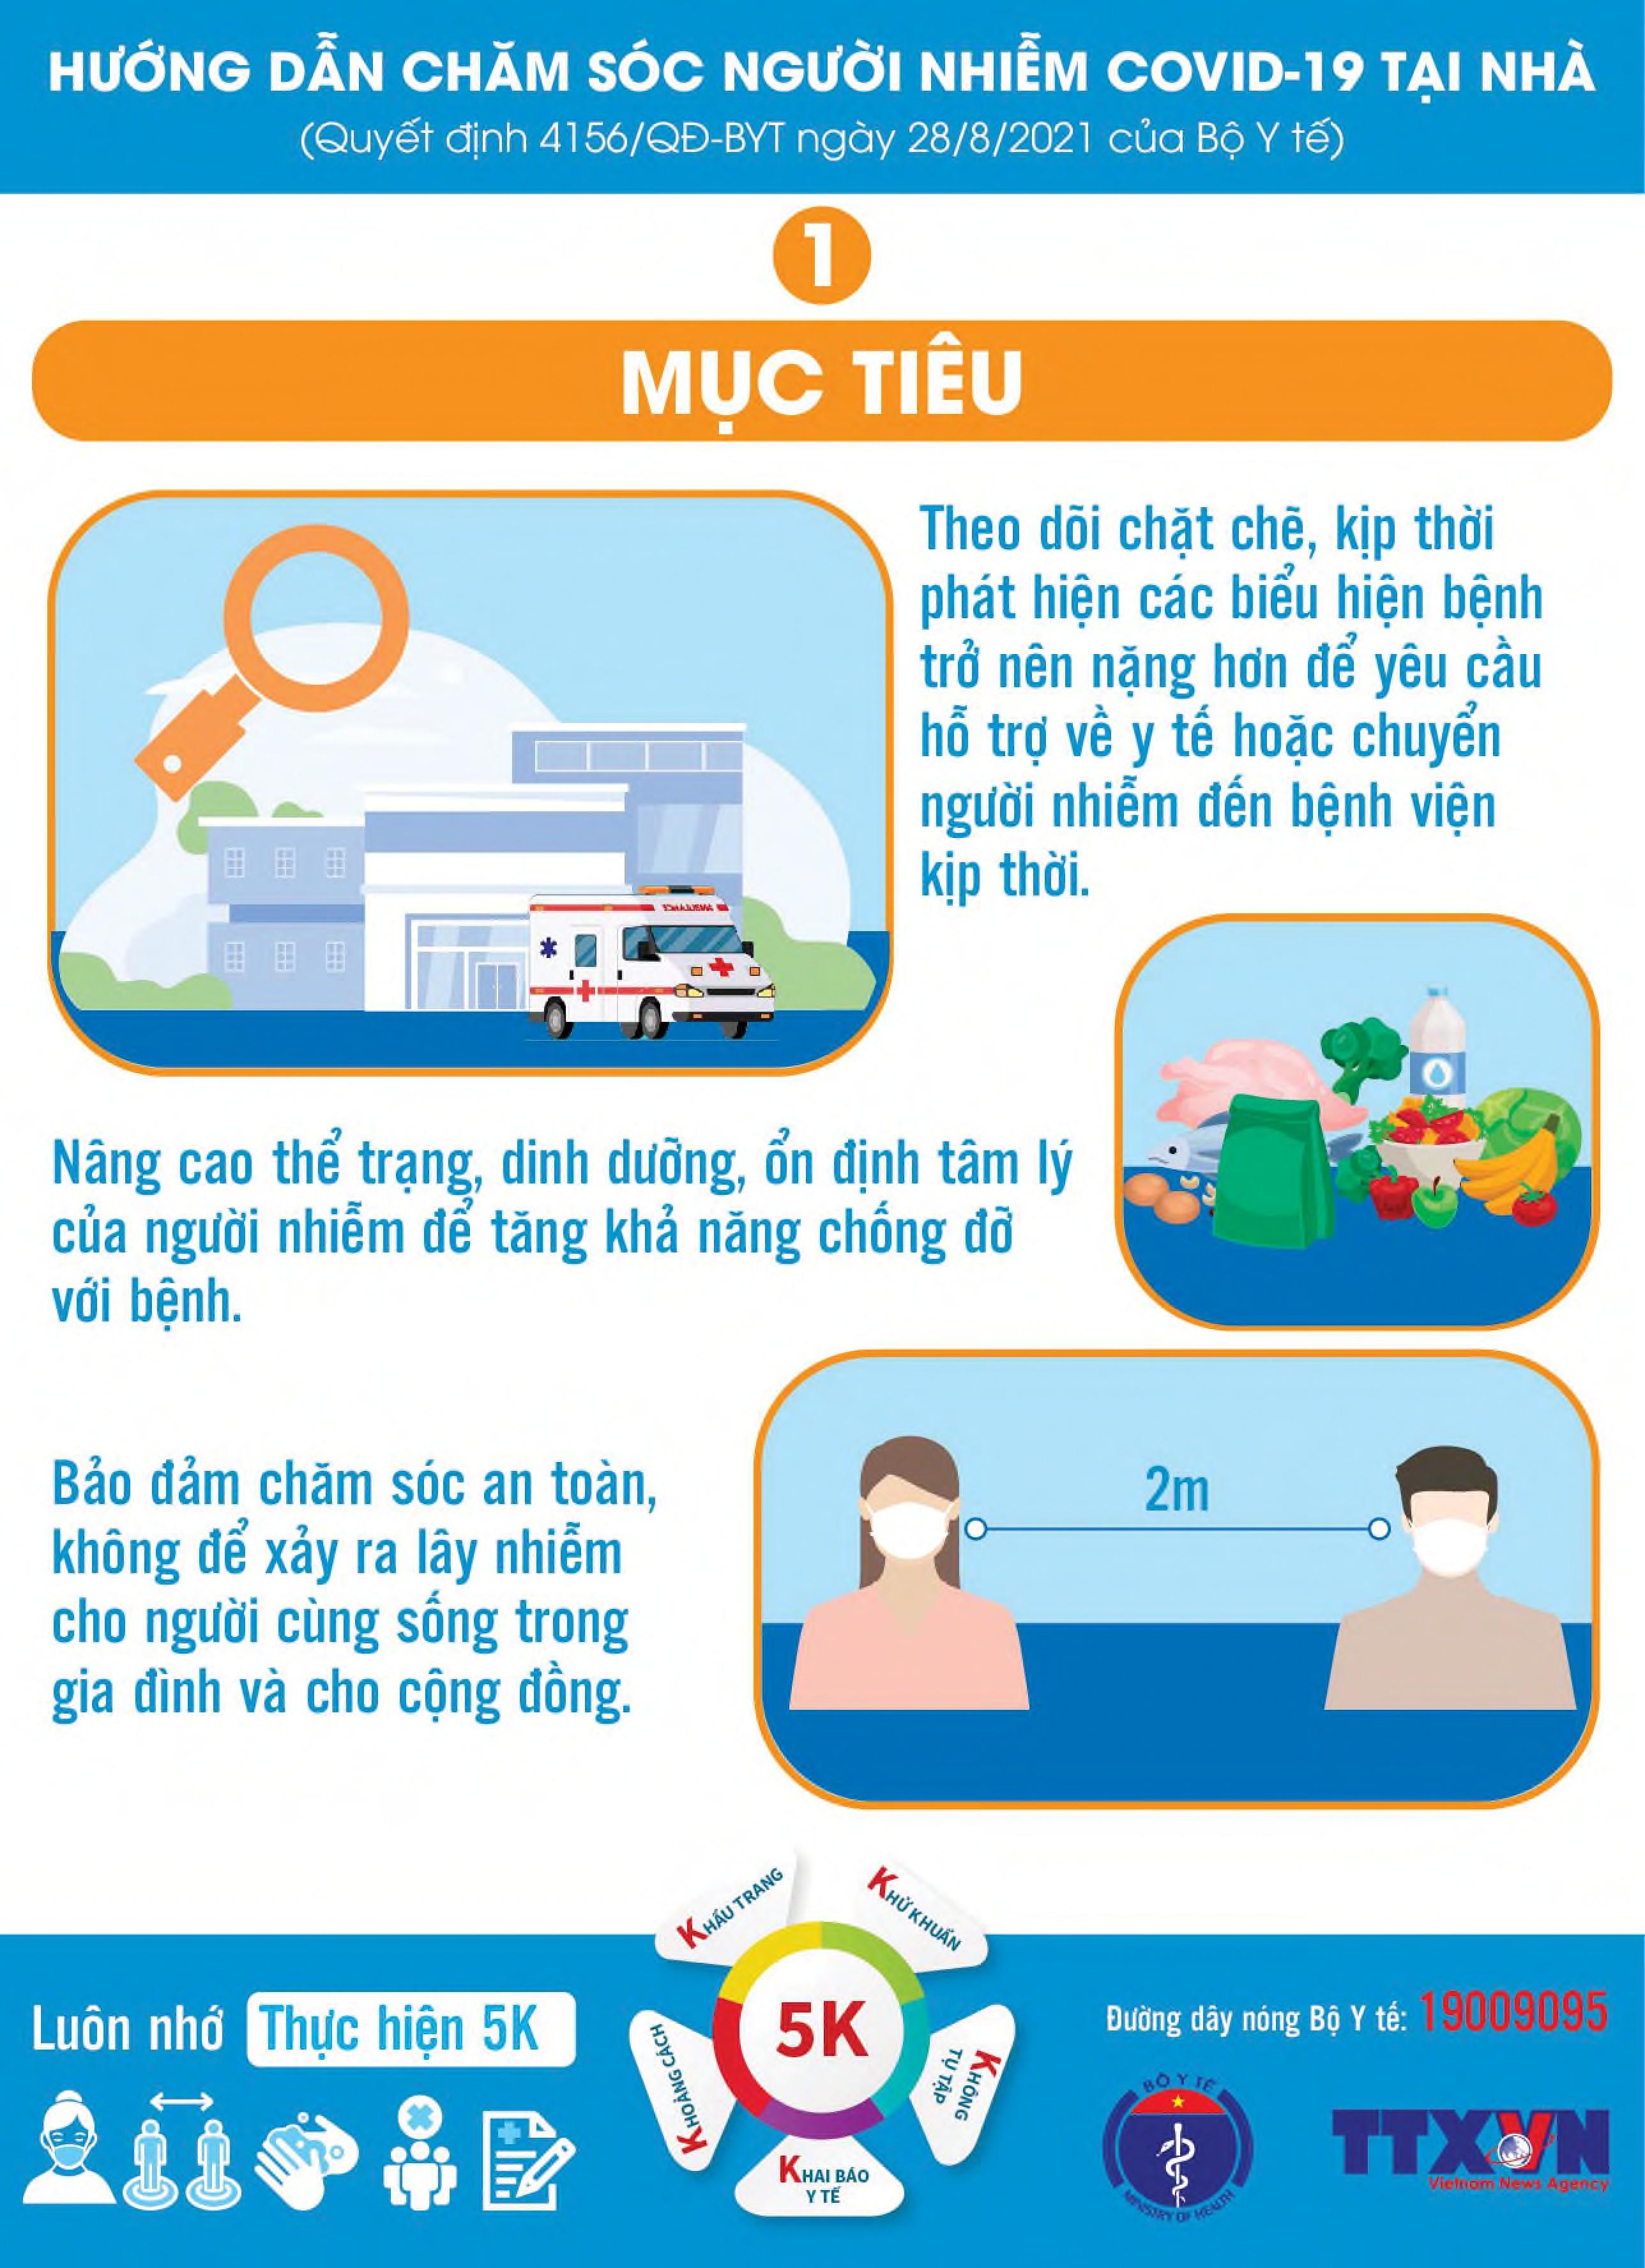 HƯỚNG DẪN CHĂM SÓC NGƯỜI NHIỄM COVID-19 TẠI NHÀ
(Quyết định 4156/QĐ-BYT ngày 28/8/2021 của Bộ Y tế)
1
MỤC TIÊU
Theo dõi chặt chẽ, kịp thời
phát hiện các biểu hiện bệnh
trở nên nặng hơn để yêu cầu
hỗ trợ về y tế hoặc chuyển
người nhiễm đến bệnh viện
kịp thời.
Nâng cao thể trạng, dinh dưỡng, ổn định tâm lý
của người nhiễm để tăng khả năng chống đỡ
với bệnh.
Bảo đảm chăm sóc an toàn,
không để xảy ra lây nhiễm
cho người cùng sống trong
gia đình và cho cộng đồng.
2m
Luôn nhớ Thực hiện 5K
KHẨU TRANG
KHỬ KHUẨN
KHOẢNG CÁCH
5K
KHÔNG
TỤ TẬP
KHAI BÁO
Y TẾ
Đường dây nóng Bộ Y tế: 19009095
BỘ Y TẾ
MINISTRY OF HEALTH
TTXVN
Vietnam News Agency